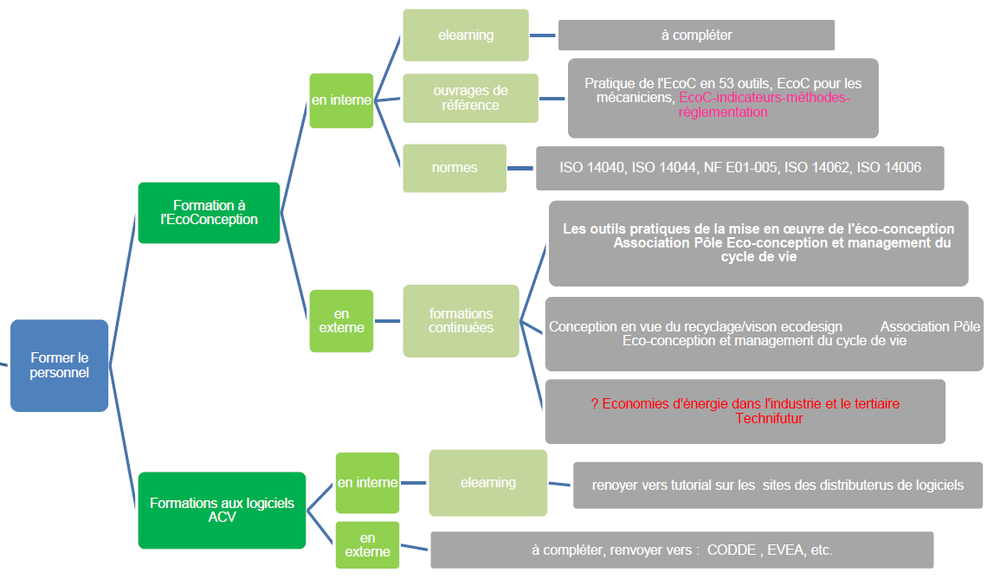 Former le
personnel
Formation à
l'EcoConception
en interne
elearning
à compléter
ouvrages de
référence
Pratique de l'EcoC en 53 outils, EcoC pour les
mécaniciens, EcoC-indicateurs-méthodes-
réglementation
normes
ISO 14040, ISO 14044, NF E01-005, ISO 14062, ISO 14006
en
externe
formations
continuées
Les outils pratiques de la mise en œuvre de l'éco-conception
Association Pôle Eco-conception et management du
cycle de vie
Conception en vue du recyclage/vison ecodesign Association Pôle
Eco-conception et management du cycle de vie
? Economies d'énergie dans l'industrie et le tertiaire
Technifutur
Formations aux logiciels
ACV
en interne
elearning
renoyer vers tutorial sur les sites des distributerus de logiciels
en
externe
à compléter, renvoyer vers : CODDE , EVEA, etc.